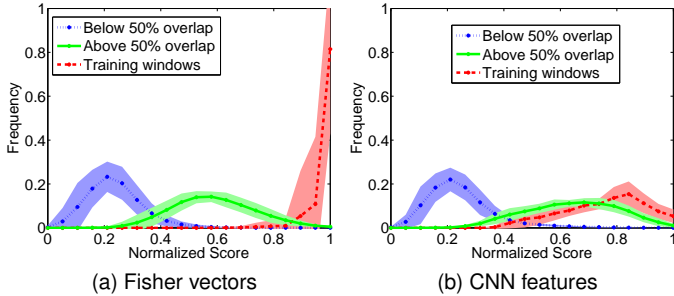 1
0.8
0.6
0.4
0.2
0
Frequency
0 0.2 0.4 0.6 0.8 1
Normalized Score
Below 50% overlap
Above 50% overlap
Training windows
(a) Fisher vectors
1
0.8
0.6
0.4
0.2
0
Frequency
0 0.2 0.4 0.6 0.8 1
Normalized Score
Below 50% overlap
Above 50% overlap
Training windows
(b) CNN features